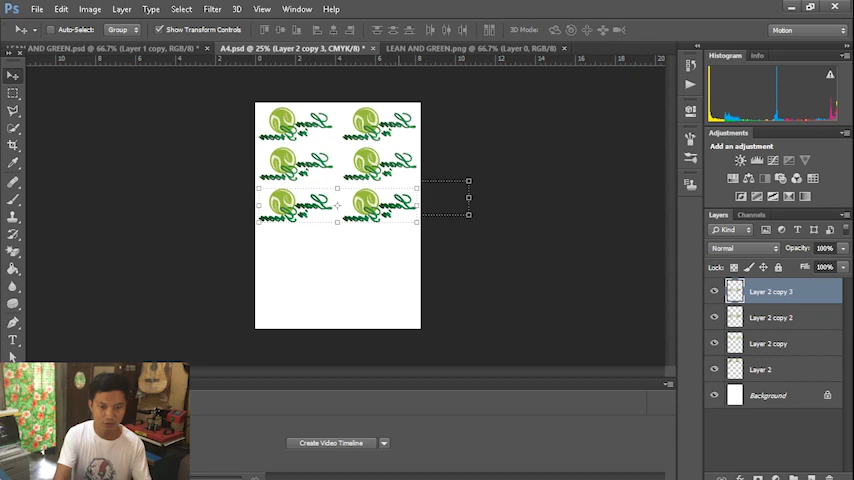 Ps File Edit Image Layer Type Select Filter 3D View Window Help
Auto-Select: Group Show Transform Controls 3D Mode: Motion
AND GREEN.psd @ 66.7% (Layer 1 copy, RGB/8) * × A4.psd @ 25% (Layer 2 copy 3, CMYK/8) * × LEAN AND GREEN.png @ 66.7% (Layer 0, RGB/8) ×
Histogram Info
Adjustments
Add an adjustment
Layers Channels
Kind
Normal Opacity: 100%
Lock: Fill: 100%
Layer 2 copy 3
Layer 2 copy 2
Layer 2 copy
Layer 2
Background
Create Video Timeline